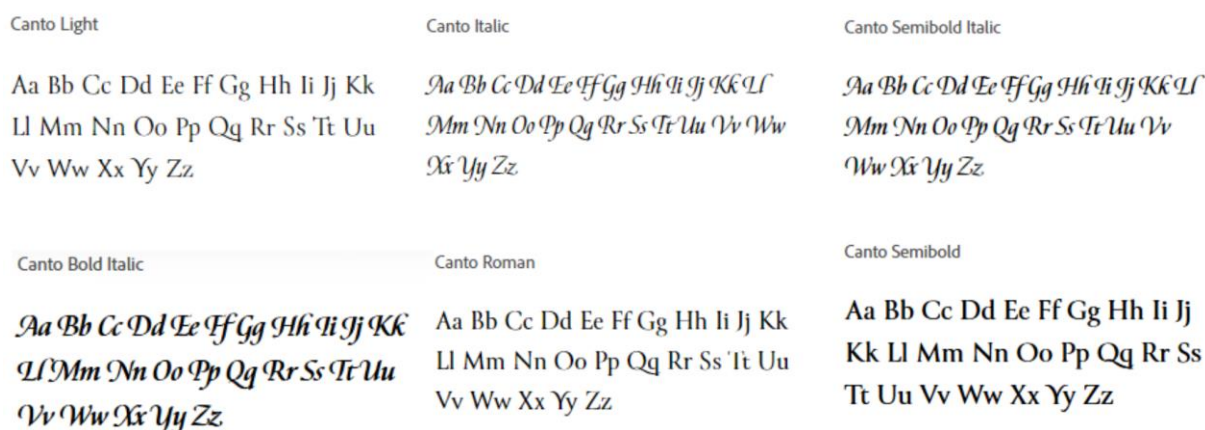 Canto Light
Aa Bb Cc Dd Ee Ff Gg Hh Ii Jj Kk
Ll Mm Nn Oo Pp Qq Rr Ss Tt Uu
Vv Ww Xx Yy Zz
Canto Italic
Aa Bb Cc Dd Ee Ff Gg Hh Ii Jj Kk Ll
Mm Nn Oo Pp Qq Rr Ss Tt Uu Vv Ww
Xx Yy Zz
Canto Semibold Italic
Aa Bb Cc Dd Ee Ff Gg Hh Ii Jj Kk Ll
Mm Nn Oo Pp Qq Rr Ss Tt Uu Vv
Ww Xx Yy Zz
Canto Bold Italic
Aa Bb Cc Dd Ee Ff Gg Hh Ii Jj Kk
Ll Mm Nn Oo Pp Qq Rr Ss Tt Uu
Vv Ww Xx Yy Zz
Canto Roman
Aa Bb Cc Dd Ee Ff Gg Hh Ii Jj Kk
Ll Mm Nn Oo Pp Qq Rr Ss Tt Uu
Vv Ww Xx Yy Zz
Canto Semibold
Aa Bb Cc Dd Ee Ff Gg Hh Ii Jj
Kk Ll Mm Nn Oo Pp Qq Rr Ss
Tt Uu Vv Ww Xx Yy Zz